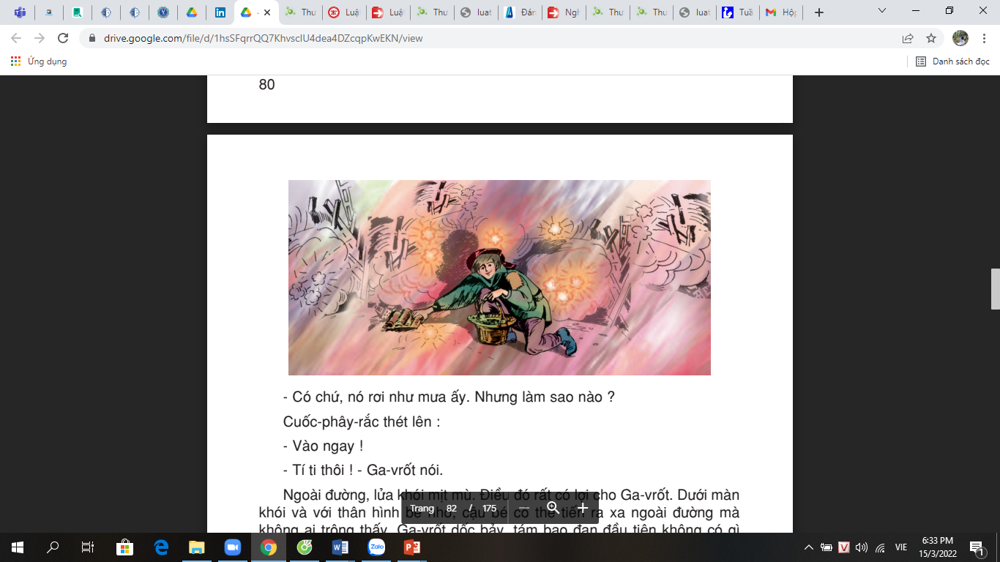 Thư
Luậ
Luậ
Thư
luat
Đán
Ngh
Thư
Thư
luat
Tuầ
Hộp
drive.google.com/file/d/1hsSFqrrQQ7KhvscIU4dea4DZcqpKwEKN/view
Ứng dụng
Danh sách đọc
80
- Có chứ, nó rơi như mưa ấy. Nhưng làm sao nào ?
Cuốc-phây-rắc thét lên :
- Vào ngay !
- Tí ti thôi ! - Ga-vrốt nói.
Ngoài đường, lửa khói mịt mù. Điều đó rất có lợi cho Ga-vrốt. Dưới màn
khói và với thân hình bé nhỏ, cậu bé có thể tiến ra xa ngoài đường mà
không ai trông thấy. Ga-vrốt dốc bảy, tám bao đạn đầu tiên không có gì
Trang 82 / 175
VIE
6:33 PM
15/3/2022
1